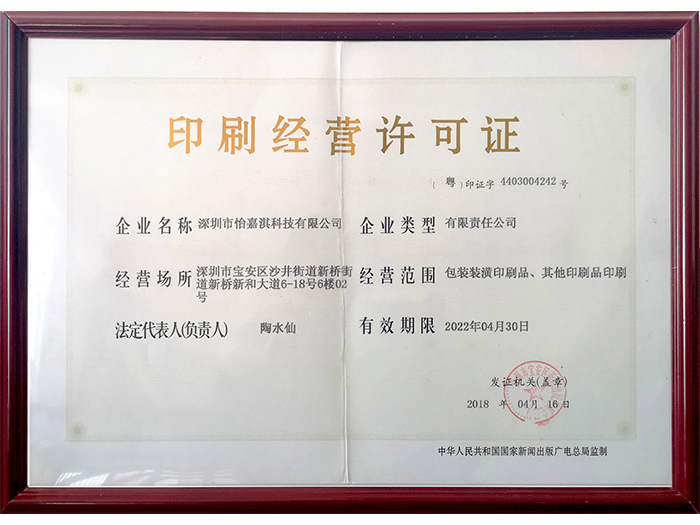 印刷经营许可证
(粤)印证字 4403004242 号
企业名称 深圳市怡嘉淇科技有限公司
企业类型 有限责任公司
经营场所 深圳市宝安区沙井街道新桥街
道新桥新和大道6-18号6楼02
号
经营范围 包装装潢印刷品、其他印刷品印刷
法定代表人(负责人) 陶水仙
有效期限 2022年04月30日
发证机关(盖章)
2018 年 04月 16日
中华人民共和国国家新闻出版广电总局监制